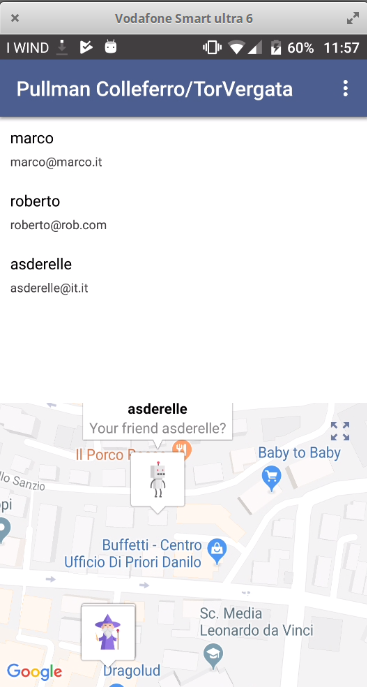 Vodafone Smart ultra 6
I WIND
60% 11:57
Pullman Colleferro/TorVergata
marco
marco@marco.it
roberto
roberto@rob.com
asderelle
asderelle@it.it
asderelle
Your friend asderelle?
Il Porco
Baby to Baby
llo Sanzio
pi
Buffetti - Centro
Ufficio Di Priori Danilo
Sc. Media
Leonardo da Vinci
Google
Dragolud